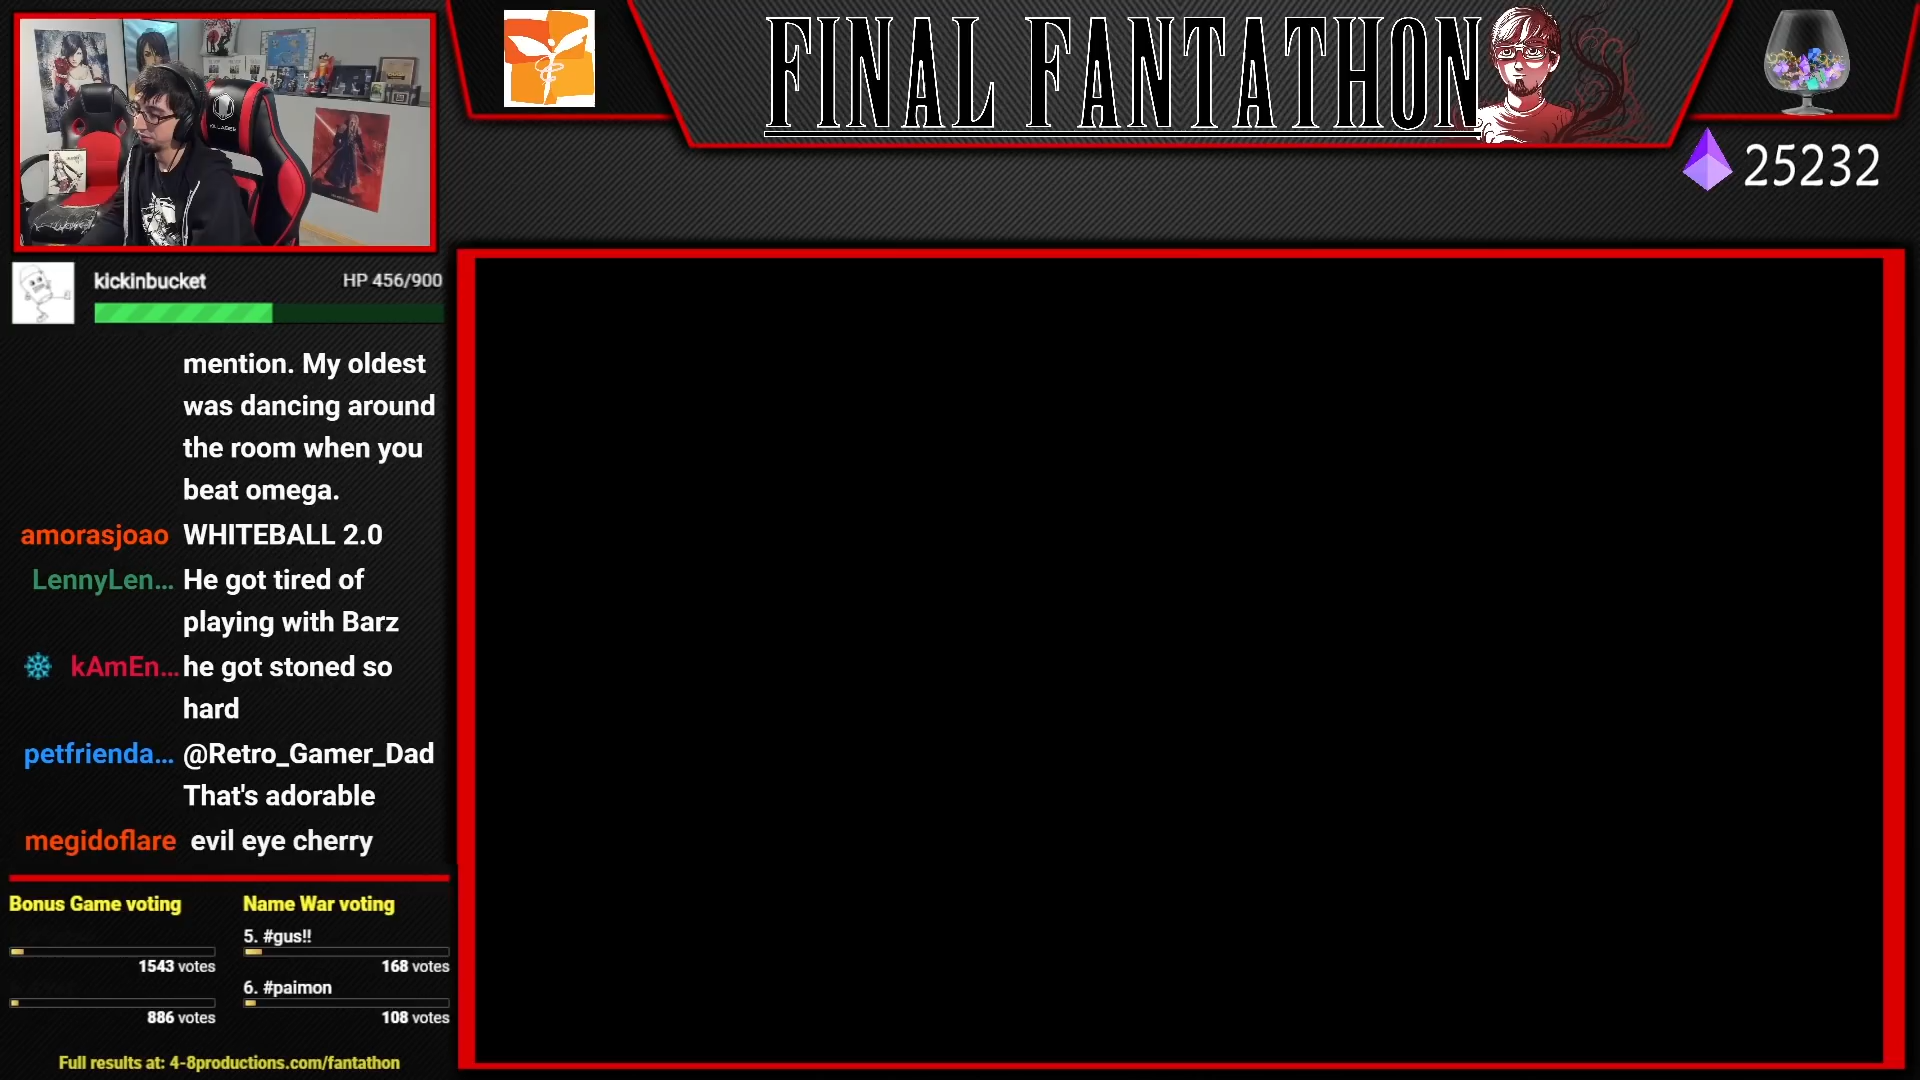 FINAL FANTATHON
25232
kickinbucket
HP 456/900
mention. My oldest
was dancing around
the room when you
beat omega.
amorasjoao WHITEBALL 2.0
LennyLen... He got tired of
playing with Barz
kAmEn... he got stoned so
hard
petfrienda... @Retro_Gamer_Dad
That's adorable
megidoflare evil eye cherry
Bonus Game voting
1543 votes
886 votes
Name War voting
5. #gus!!
168 votes
6. #paimon
108 votes
Full results at: 4-8productions.com/fantathon